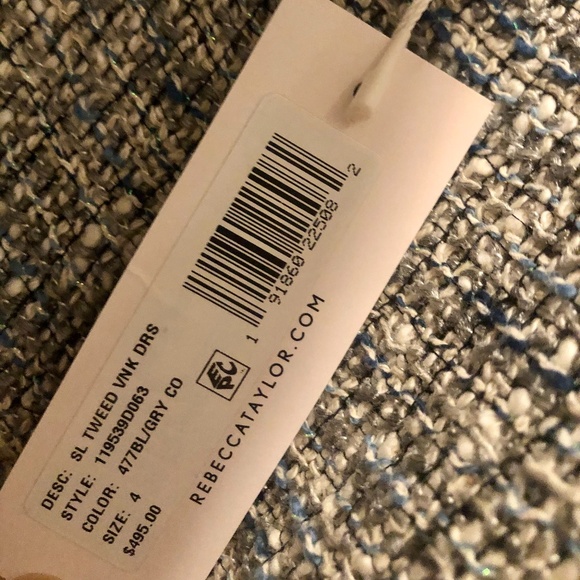 DESC: SL TWEED VNK DRS
STYLE: 119539D063
COLOR: 477BL/GRY CO
SIZE: 4
$495.00
1 91860 22508 2
EPC
REBECCATAYLOR.COM